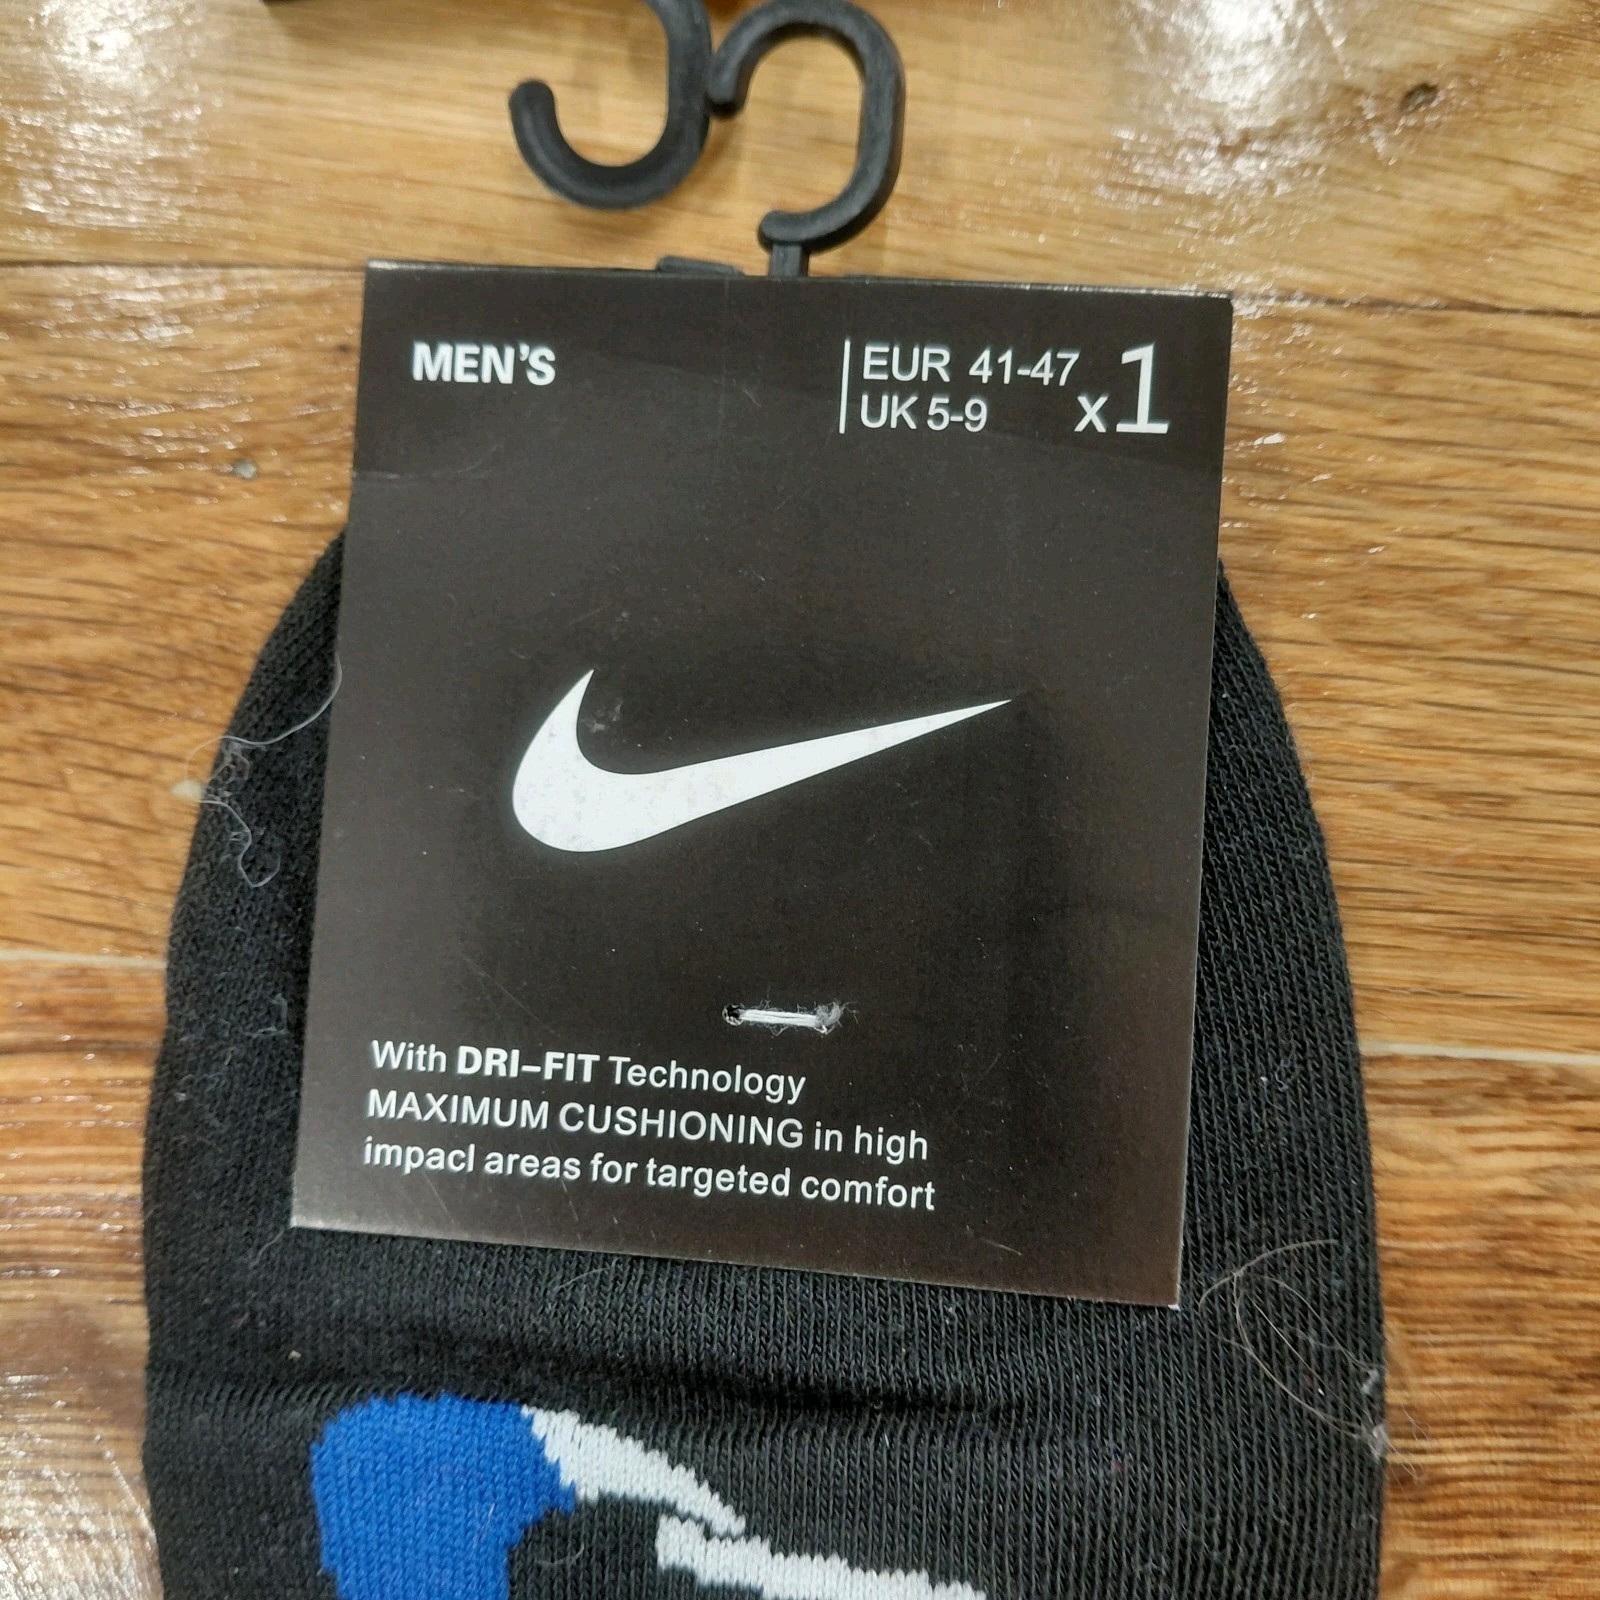 MEN'S
EUR 41-47
UK 5-9
x1
With DRI-FIT Technology
MAXIMUM CUSHIONING in high
impacl areas for targeted comfort